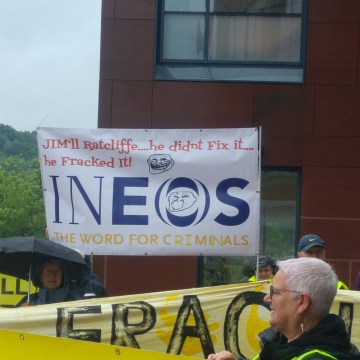 JIM'll Ratcliffe....he didnt Fix it....
he Fracked It!
INEOS
THE WORD FOR CRIMINALS
FRAC